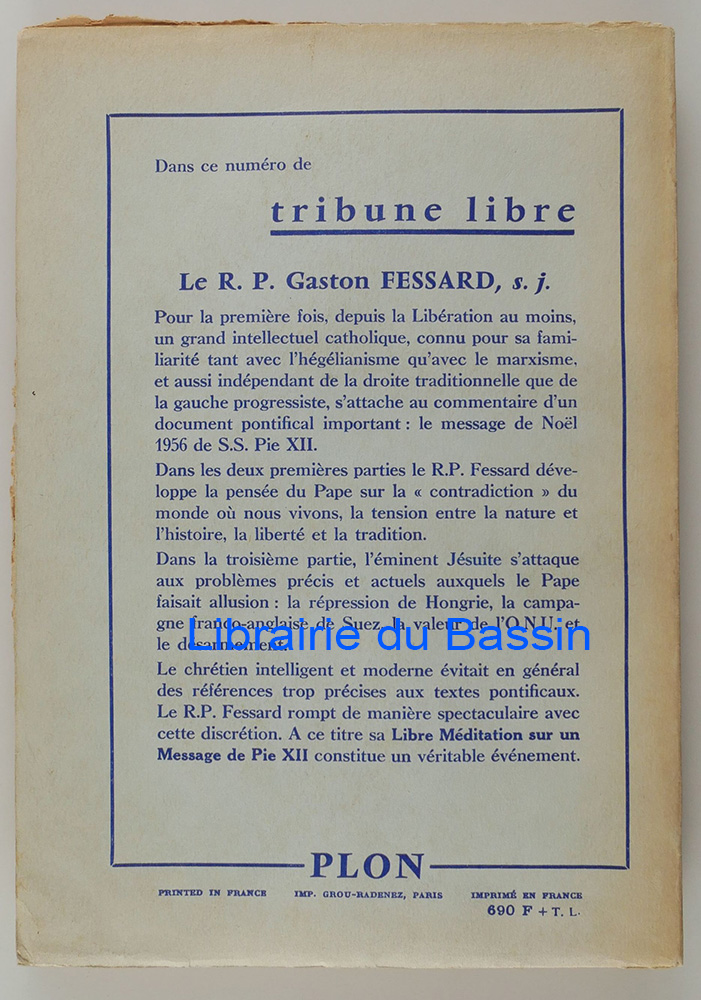 Dans ce numéro de
tribune libre
Le R. P. Gaston FESSARD, s. j.
Pour la première fois, depuis la Libération au moins,
un grand intellectuel catholique, connu pour sa fami-
liarité tant avec l'hégélianisme qu'avec le marxisme,
et aussi indépendant de la droite traditionnelle que de
la gauche progressiste, s'attache au commentaire d'un
document pontifical important : le message de Noël
1956 de S.S. Pie XII.
Dans les deux premières parties le R.P. Fessard déve-
loppe la pensée du Pape sur la « contradiction » du
monde où nous vivons, la tension entre la nature et
l'histoire, la liberté et la tradition.
Dans la troisième partie, l'éminent Jésuite s'attaque
aux problèmes précis et actuels auxquels le Pape
faisait allusion : la répression de Hongrie, la campa-
gne franco-anglaise de Suez, la valeur de l'O.N.U. et
le désarmement.
Librairie du Bassin
Le chrétien intelligent et moderne évitait en général
des références trop précises aux textes pontificaux.
Le R.P. Fessard rompt de manière spectaculaire avec
cette discrétion. A ce titre sa Libre Méditation sur un
Message de Pie XII constitue un véritable événement.
PLON
PRINTED IN FRANCE IMP. GROU-RADENEZ, PARIS IMPRIMÉ EN FRANCE
690 F + T. L.